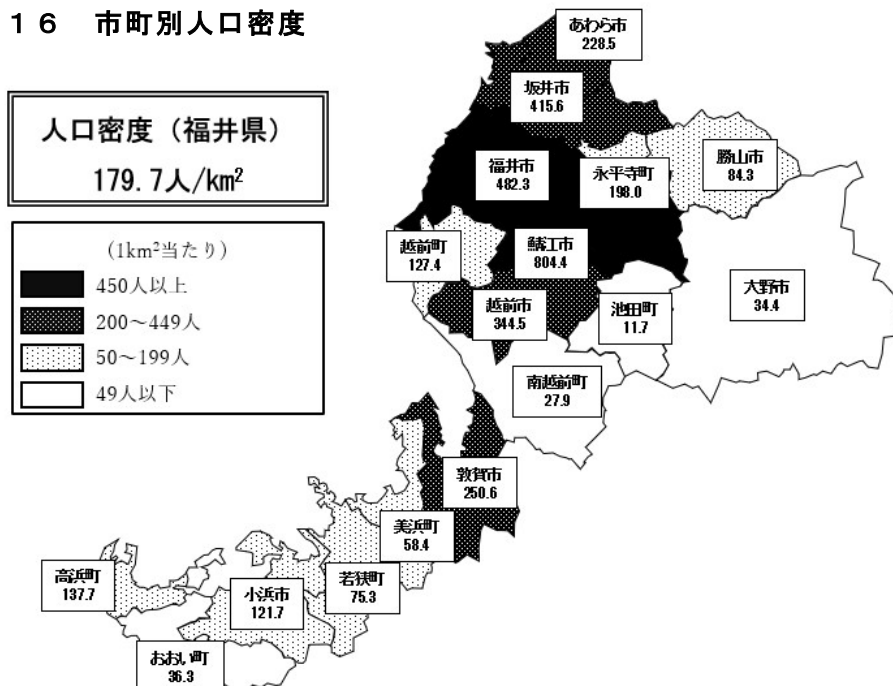 １６　市町別人口密度
人口密度（福井県）
179.7人/km²
（1km²当たり）
450人以上
200～449人
50～199人
49人以下
あわら市
228.5
坂井市
415.6
福井市
482.3
永平寺町
198.0
勝山市
84.3
越前町
127.4
鯖江市
804.4
大野市
34.4
越前市
344.5
池田町
11.7
南越前町
27.9
敦賀市
250.6
美浜町
58.4
高浜町
137.7
小浜市
121.7
若狭町
75.3
おおい町
36.3